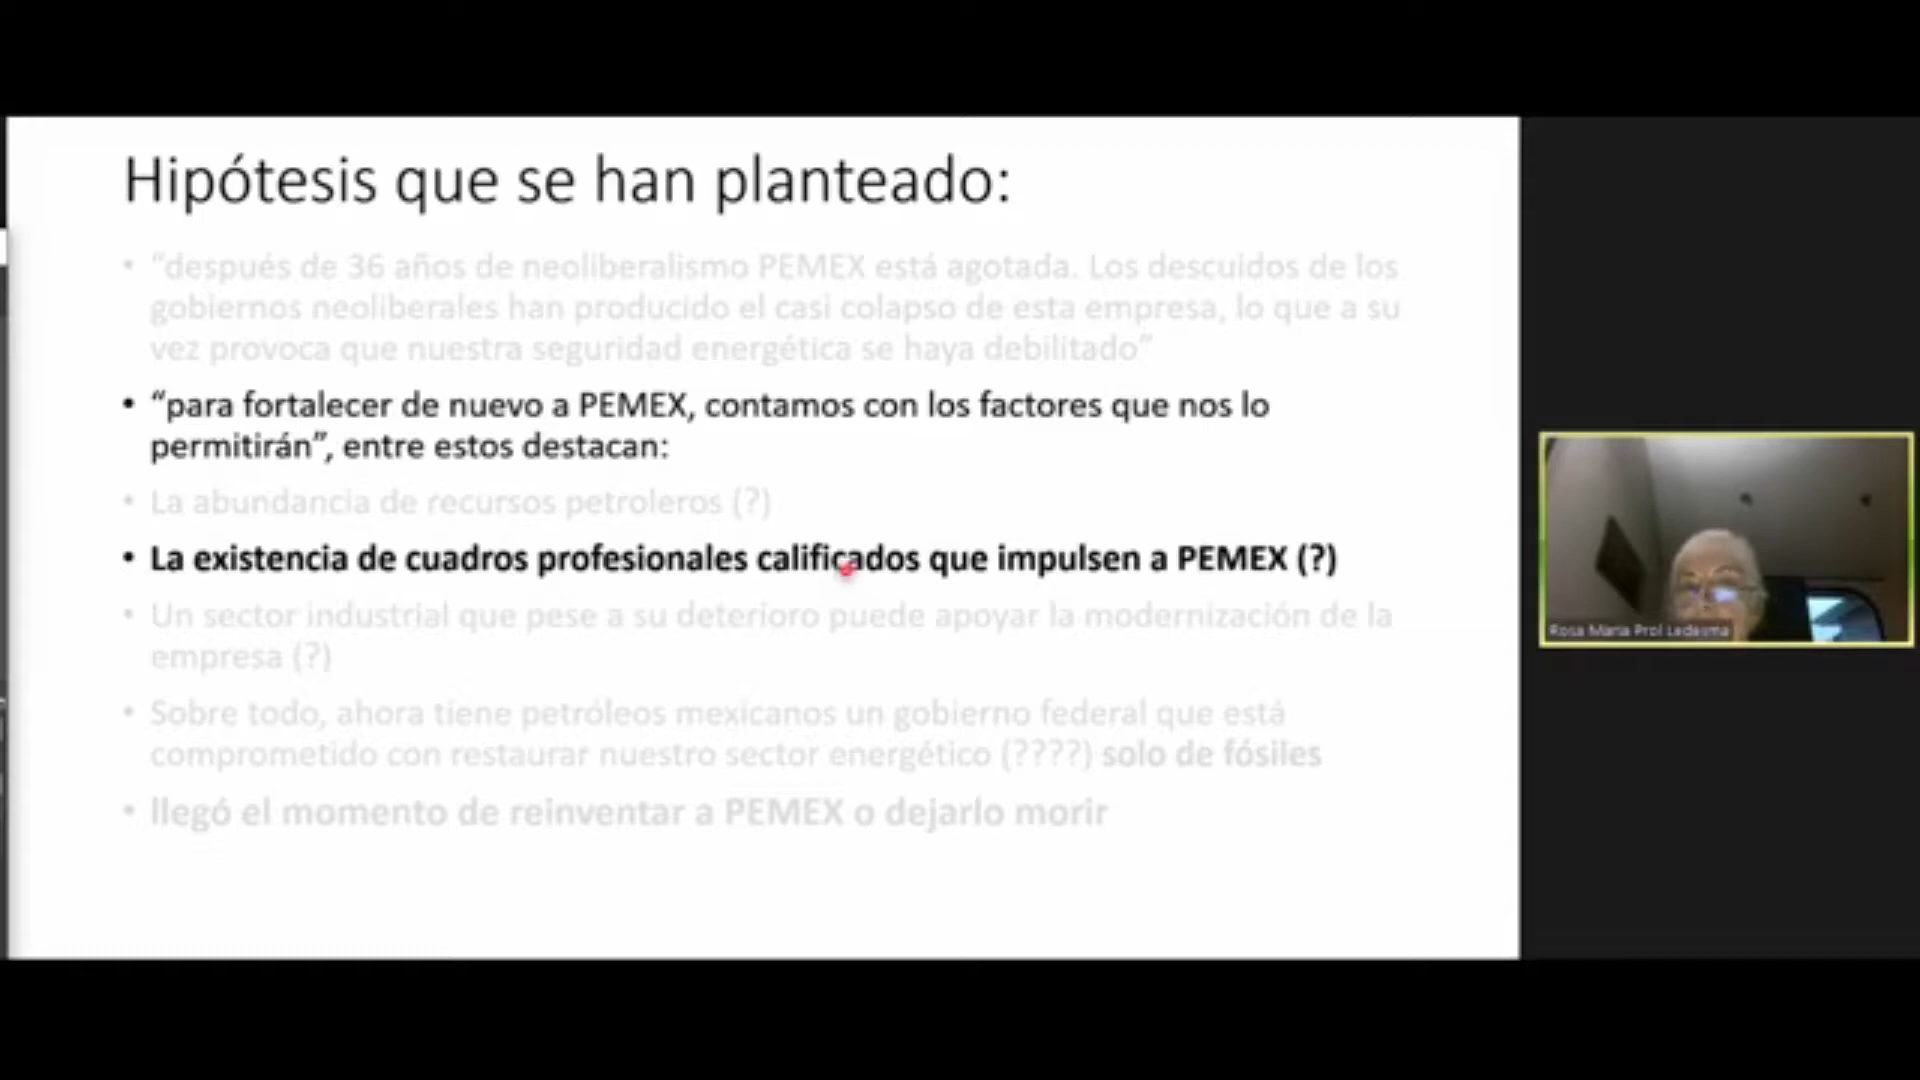 Hipótesis que se han planteado:
• “después de 36 años de neoliberalismo PEMEX está agotada. Los descuidos de los
gobiernos neoliberales han producido el casi colapso de esta empresa, lo que a su
vez provoca que nuestra seguridad energética se haya debilitado”
• “para fortalecer de nuevo a PEMEX, contamos con los factores que nos lo
permitirán”, entre estos destacan:
• La abundancia de recursos petroleros (?)
• La existencia de cuadros profesionales calificados que impulsen a PEMEX (?)
• Un sector industrial que pese a su deterioro puede apoyar la modernización de la
empresa (?)
• Sobre todo, ahora tiene petróleos mexicanos un gobierno federal que está
comprometido con restaurar nuestro sector energético (????) solo de fósiles
• llegó el momento de reinventar a PEMEX o dejarlo morir
Rosa Maria Prol Ledesma